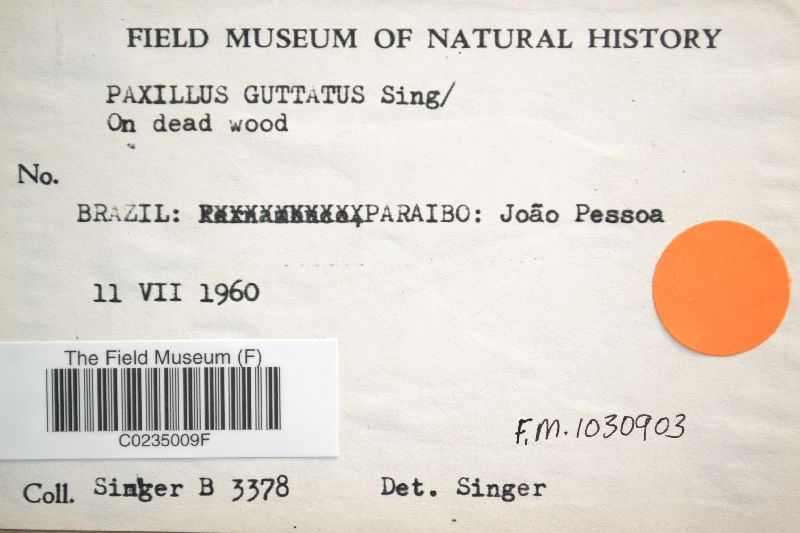 FIELD MUSEUM OF NATURAL HISTORY
PAXILLUS GUTTATUS Sing/
On dead wood
No.
BRAZIL: PARAIBO: João Pessoa
11 VII 1960
The Field Museum (F)
C0235009F
F.M. 1030903
Coll. Singer B 3378 Det. Singer